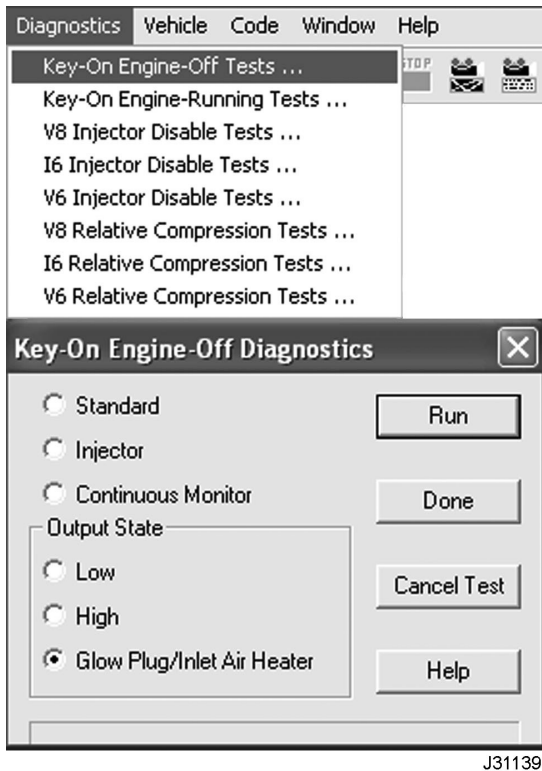 Diagnostics Vehicle Code Window Help
Key-On Engine-Off Tests ...
STOP
Key-On Engine-Running Tests ...
V8 Injector Disable Tests ...
I6 Injector Disable Tests ...
V6 Injector Disable Tests ...
V8 Relative Compression Tests ...
I6 Relative Compression Tests ...
V6 Relative Compression Tests ...
Key-On Engine-Off Diagnostics
Standard
Run
Injector
Continuous Monitor
Done
Output State
Low
Cancel Test
High
Glow Plug/Inlet Air Heater
Help
J31139